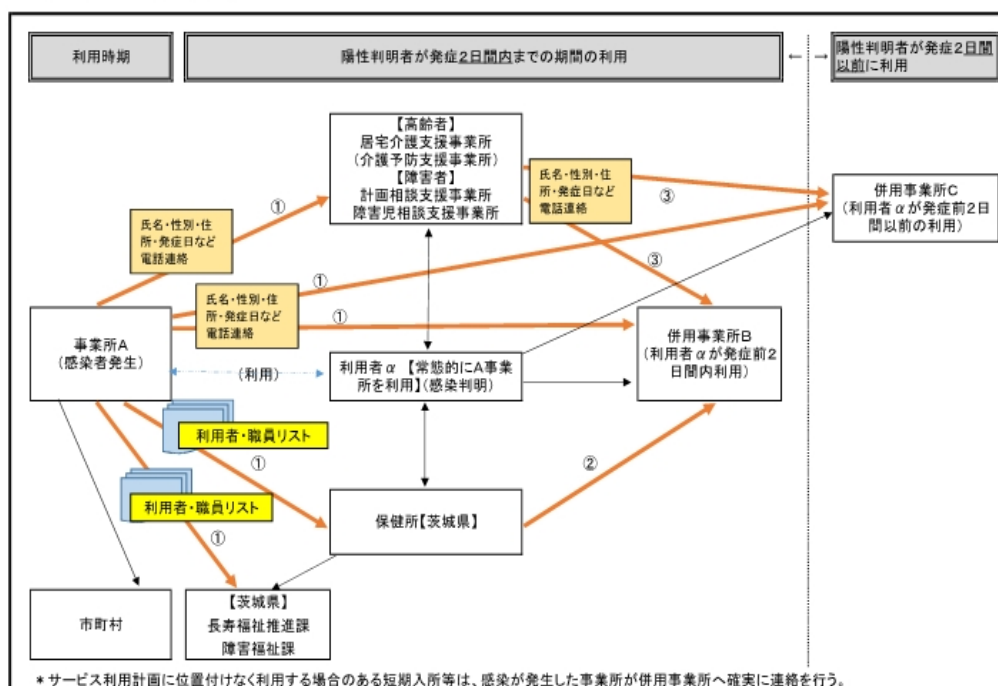 利用時期
陽性判明者が発症2日間内までの期間の利用
←
→
陽性判明者が発症2日間
以前に利用
【高齢者】
居宅介護支援事業所
(介護予防支援事業所)
【障害者】
計画相談支援事業所
障害児相談支援事業所
氏名・性別・住
所・発症日など
電話連絡
③
併用事業所C
(利用者αが発症前2日
間以前の利用)
①
氏名・性別・住
所・発症日など
電話連絡
①
③
氏名・性別・住
所・発症日など
電話連絡
①
事業所A
(感染者発生)
(利用)
利用者α 【常態的にA事業
所を利用】(感染判明)
併用事業所B
(利用者αが発症前2
日間内利用)
利用者・職員リスト
①
②
利用者・職員リスト
①
保健所【茨城県】
市町村
【茨城県】
長寿福祉推進課
障害福祉課
*サービス利用計画に位置付けなく利用する場合のある短期入所等は、感染が発生した事業所が併用事業所へ確実に連絡を行う。